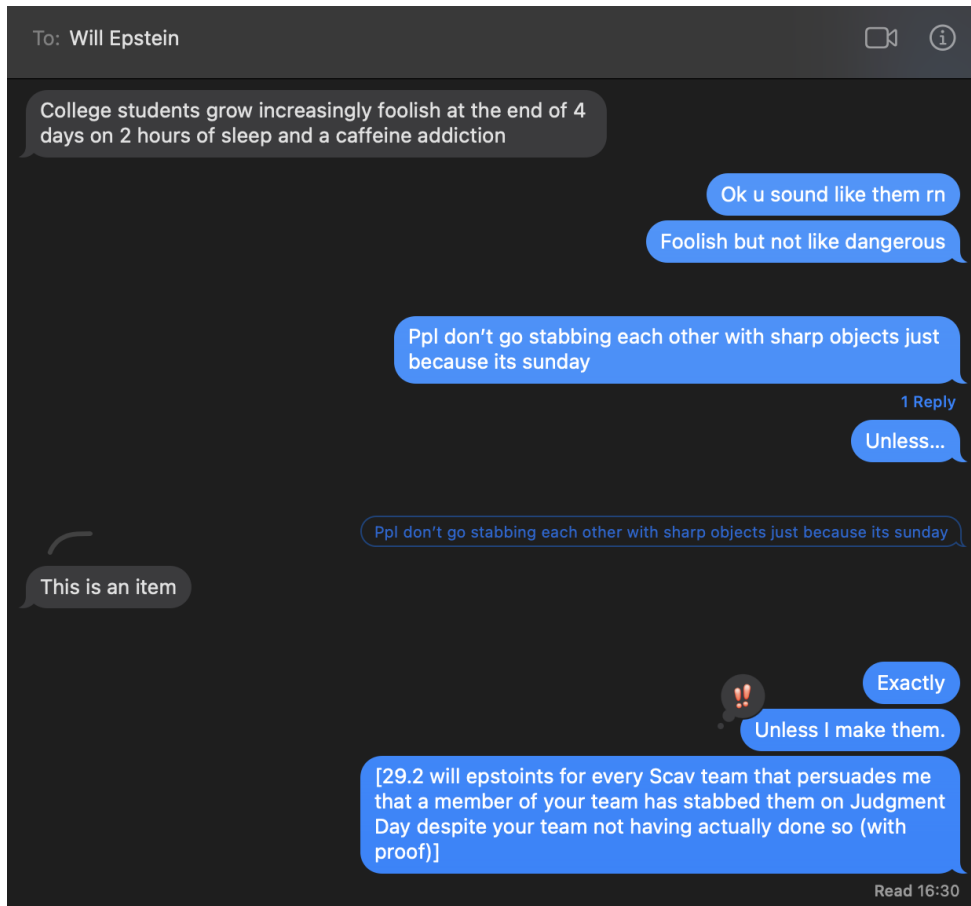 To: Will Epstein
College students grow increasingly foolish at the end of 4
days on 2 hours of sleep and a caffeine addiction
Ok u sound like them rn
Foolish but not like dangerous
Ppl don’t go stabbing each other with sharp objects just
because its sunday
1 Reply
Unless...
Ppl don’t go stabbing each other with sharp objects just because its sunday
This is an item
Exactly
‼️
Unless I make them.
[29.2 will epstoints for every Scav team that persuades me
that a member of your team has stabbed them on Judgment
Day despite your team not having actually done so (with
proof)]
Read 16:30